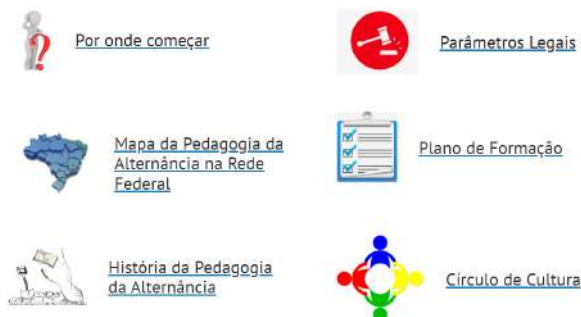 Por onde começar
Parâmetros Legais
Mapa da Pedagogia da
Alternância na Rede
Federal
Plano de Formação
História da Pedagogia
da Alternância
Círculo de Cultura